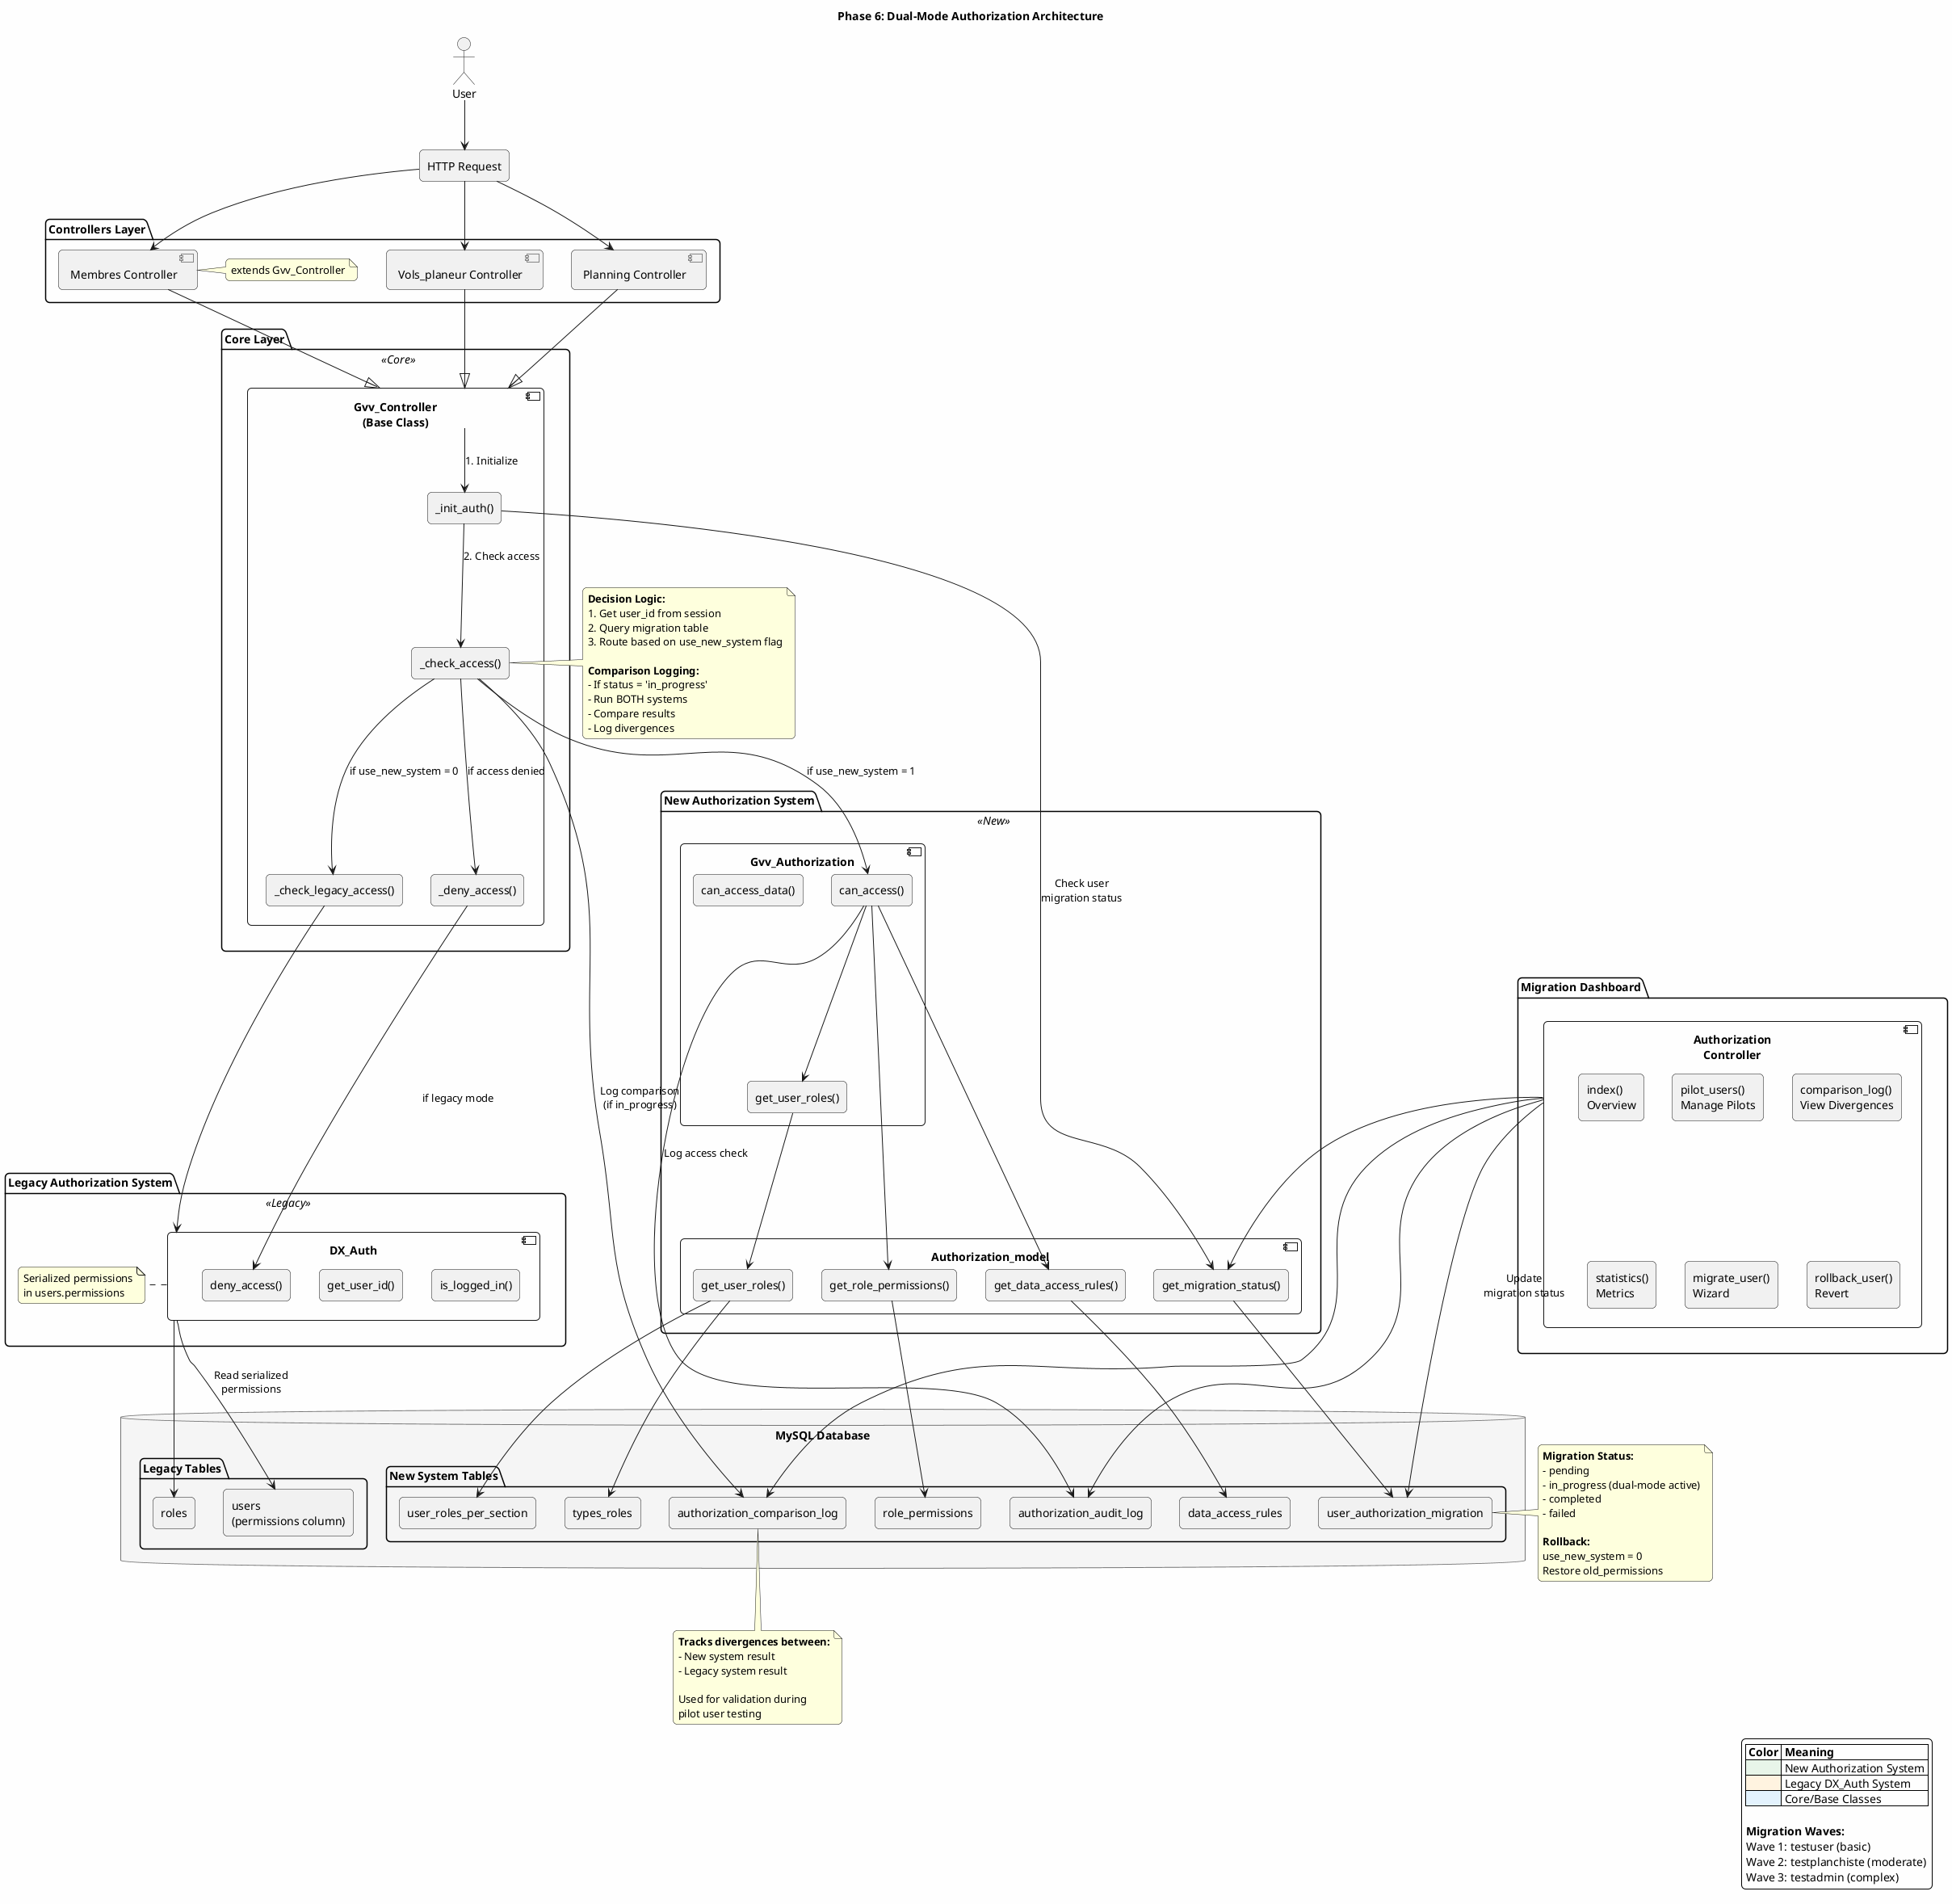 Phase 6: Dual-Mode Authorization Architecture
User
HTTP Request
Controllers Layer
Membres Controller
extends Gvv_Controller
Vols_planeur Controller
Planning Controller
Core Layer
«Core»
Gvv_Controller
(Base Class)
1. Initialize
_init_auth()
2. Check access
_check_access()
Decision Logic:
1. Get user_id from session
2. Query migration table
3. Route based on use_new_system flag
Comparison Logging:
- If status = 'in_progress'
- Run BOTH systems
- Compare results
- Log divergences
if use_new_system = 0
if access denied
if use_new_system = 1
_check_legacy_access()
_deny_access()
New Authorization System
«New»
Gvv_Authorization
can_access_data()
can_access()
get_user_roles()
Check user
migration status
Log comparison
(if in_progress)
if legacy mode
Log access check
Authorization_model
get_user_roles()
get_role_permissions()
get_data_access_rules()
get_migration_status()
Migration Dashboard
Authorization
Controller
index()
Overview
pilot_users()
Manage Pilots
comparison_log()
View Divergences
statistics()
Metrics
migrate_user()
Wizard
rollback_user()
Revert
Update
migration status
Legacy Authorization System
«Legacy»
DX_Auth
Serialized permissions
in users.permissions
deny_access()
get_user_id()
is_logged_in()
Read serialized
permissions
MySQL Database
Legacy Tables
roles
users
(permissions column)
New System Tables
user_roles_per_section
types_roles
authorization_comparison_log
role_permissions
authorization_audit_log
data_access_rules
user_authorization_migration
Migration Status:
- pending
- in_progress (dual-mode active)
- completed
- failed
Rollback:
use_new_system = 0
Restore old_permissions
Tracks divergences between:
- New system result
- Legacy system result
Used for validation during
pilot user testing
Color Meaning
New Authorization System
Legacy DX_Auth System
Core/Base Classes
Migration Waves:
Wave 1: testuser (basic)
Wave 2: testplanchiste (moderate)
Wave 3: testadmin (complex)